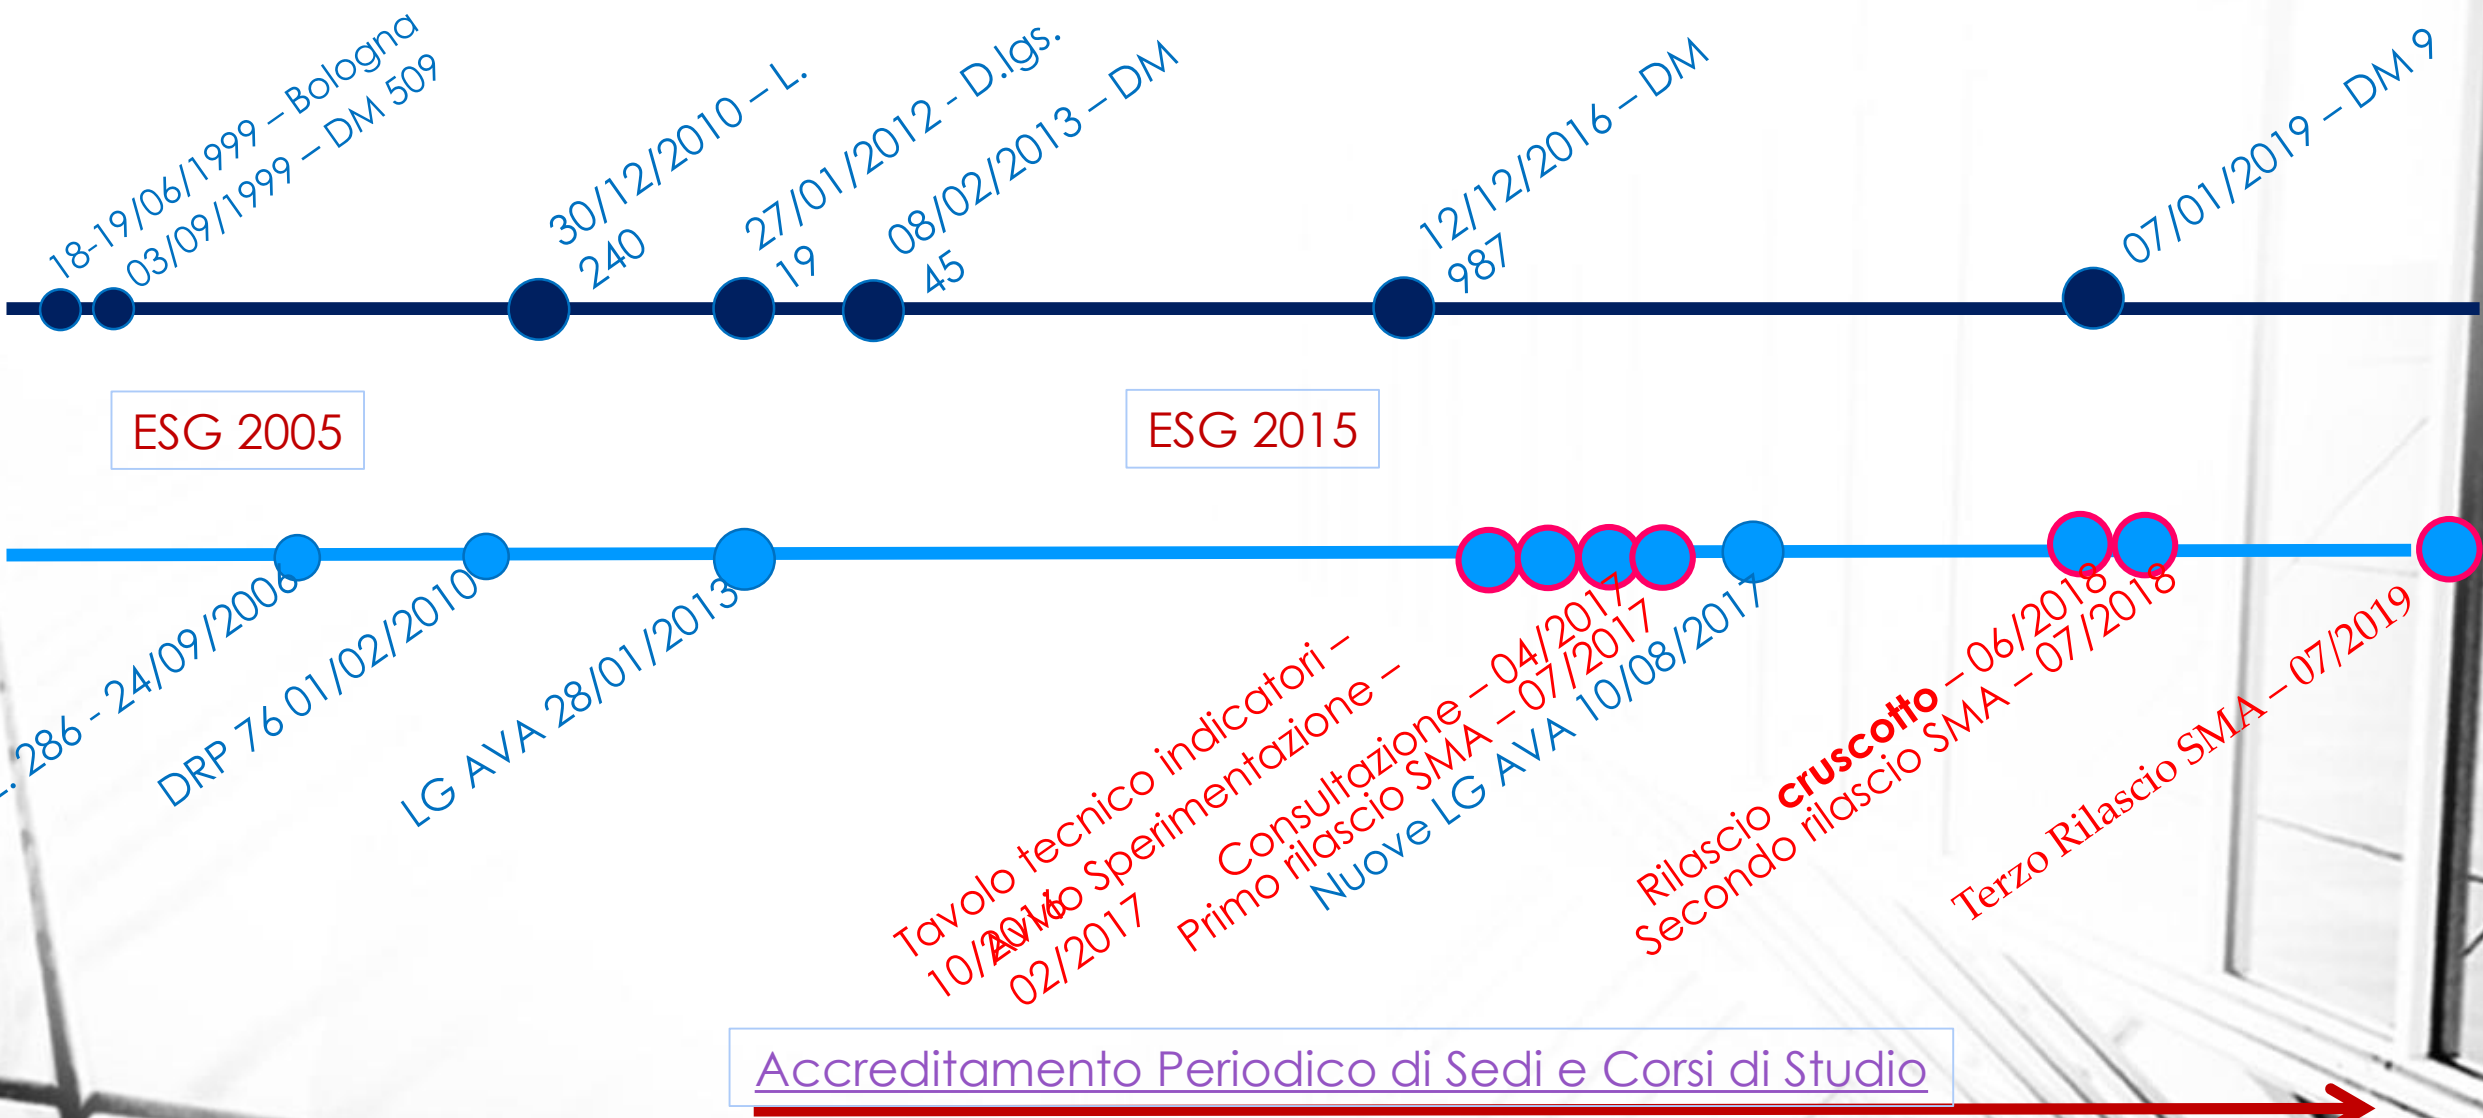 18-19/06/1999 – Bologna
03/09/1999 – DM 509
30/12/2010 – L.
240
27/01/2012 - D.lgs.
19
08/02/2013 – DM
45
12/12/2016 – DM
987
07/01/2019 – DM 9
ESG 2005
ESG 2015
286 - 24/09/2006
DRP 76 01/02/2010
LG AVA 28/01/2013
Tavolo tecnico indicatori –
10/2016
Avvio Sperimentazione –
02/2017
Consultazione – 04/2017
Primo rilascio SMA – 07/2017
Nuove LG AVA 10/08/2017
Rilascio cruscotto – 06/2018
Secondo rilascio SMA – 07/2018
Terzo Rilascio SMA – 07/2019
Accreditamento Periodico di Sedi e Corsi di Studio